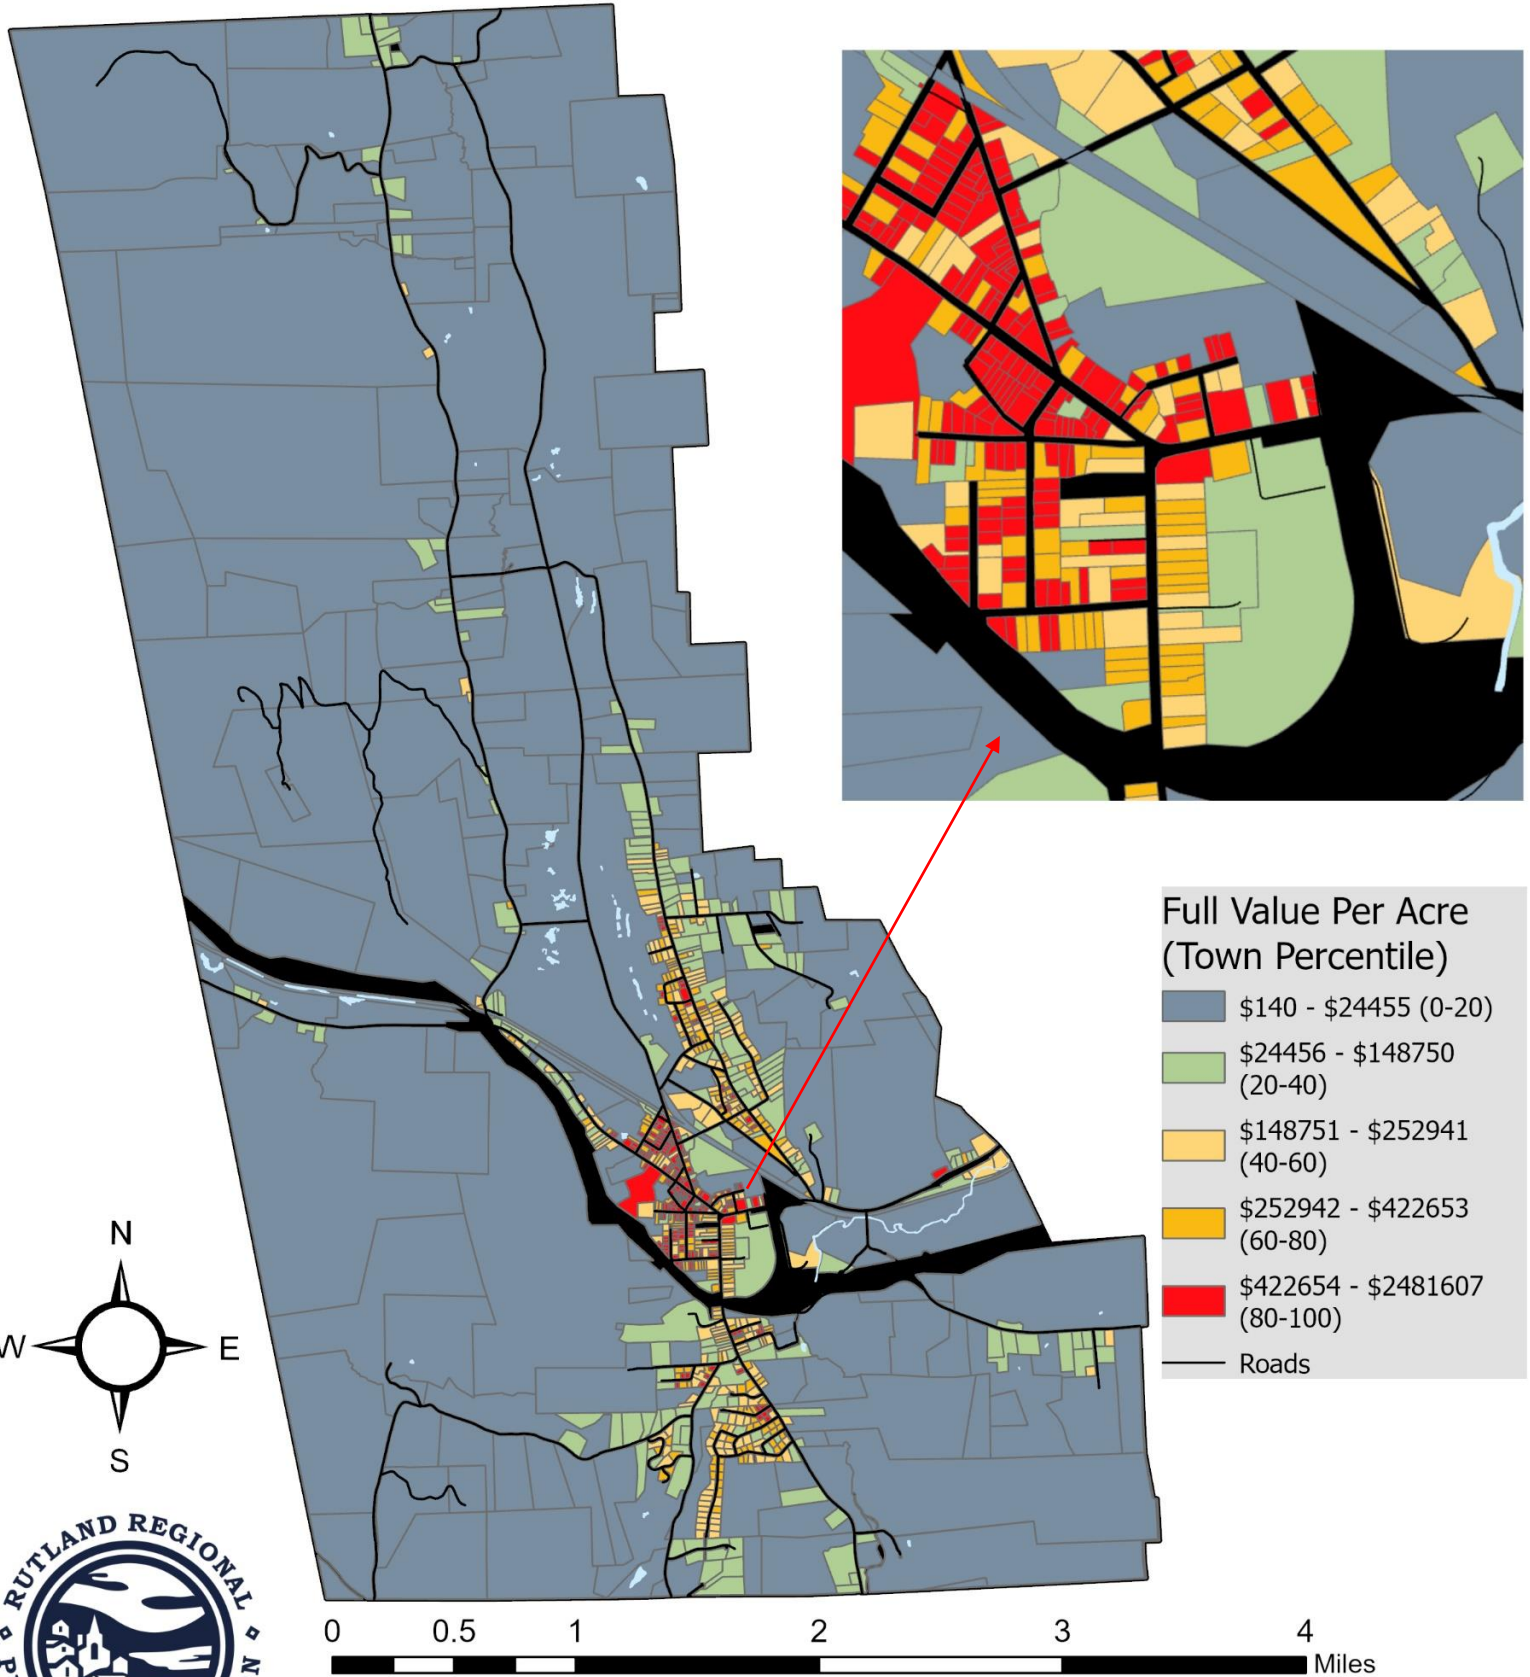 Full Value Per Acre
(Town Percentile)
$140 - $24455 (0-20)
$24456 - $148750
(20-40)
$148751 - $252941
(40-60)
$252942 - $422653
(60-80)
$422654 - $2481607
(80-100)
Roads
N
W
E
S
RUTLAND REGIONAL
0 0.5 1 2 3 4
Miles